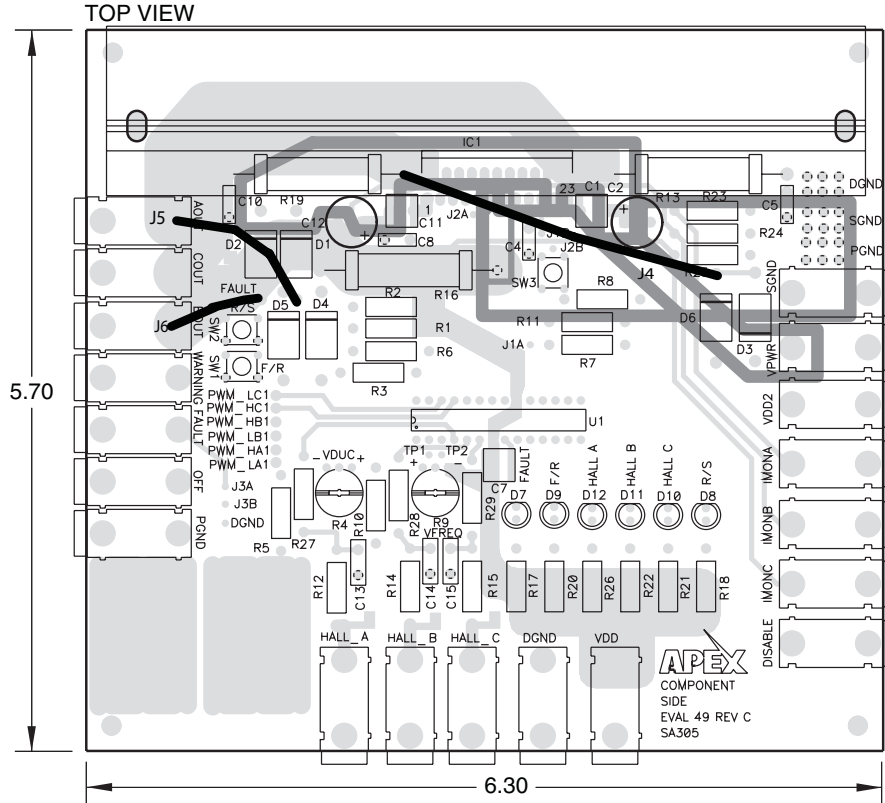 TOP VIEW
IC1
DGND
C10
R19
C12
1
C11
J2A
23
C1
C2
R13
R23
C5
AOUT
J5
C8
C4
J2B
R24
SGND
PGND
D2
D1
J4
COUT
FAULT
R16
SW3
R8
SGND
R/S
J6
SW2
D5
D4
R2
R11
D6
D3
VPWR
R1
J1A
R7
R6
SW1
F/R
R3
5.70
WARNING
FAULT
OFF
PGND
PWM_LC1
PWM_HC1
PWM_HB1
PWM_LB1
PWM_HA1
PWM_LA1
U1
VDD2
- VDUC +
TP1
+
TP2
-
FAULT
F/R
HALL A
HALL B
HALL C
R/S
IMONA
J3A
J3B
DGND
C7
D7
D9
D12
D11
D10
D8
R5
R27
R4
R10
R28
R9
R29
VFREQ
IMONB
R12
C13
R14
C14
C15
R15
R17
R20
R26
R22
R21
R18
IMONC
HALL_A
HALL_B
HALL_C
DGND
VDD
DISABLE
APEX
COMPONENT
SIDE
EVAL 49 REV C
SA305
6.30